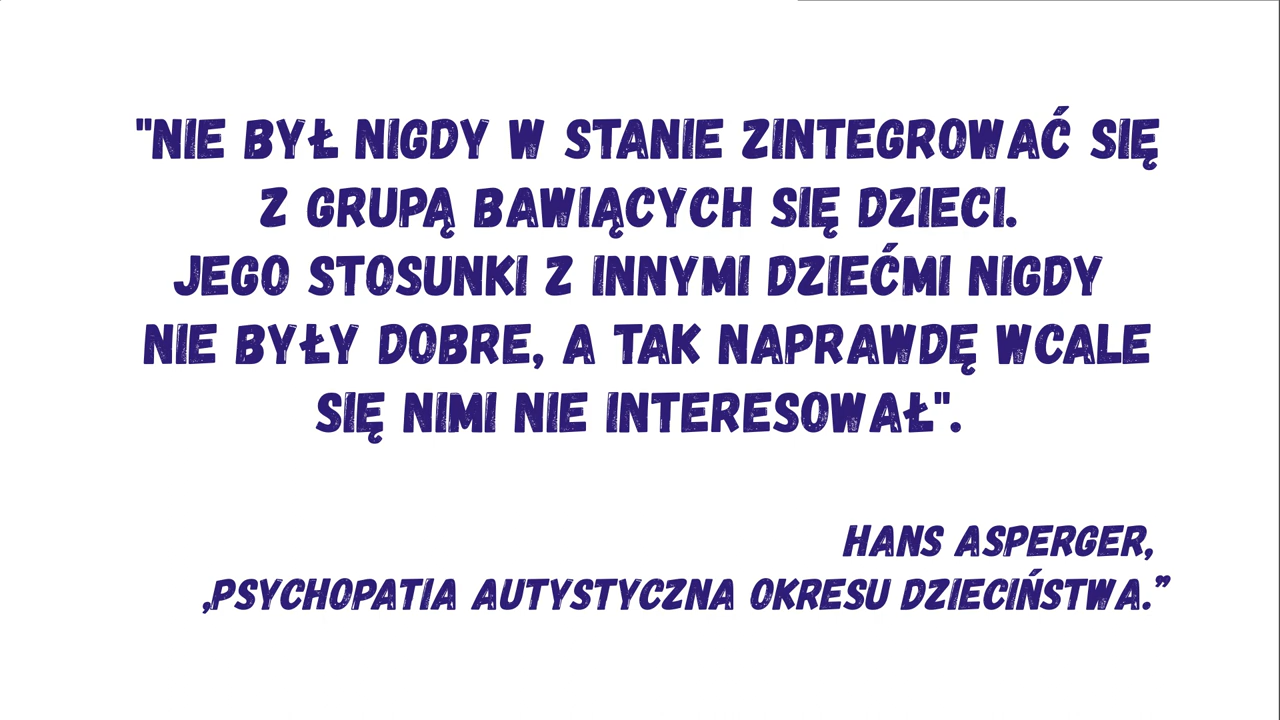 "NIE BYŁ NIGDY W STANIE ZINTEGROWAĆ SIĘ
Z GRUPĄ BAWIĄCYCH SIĘ DZIECI.
JEGO STOSUNKI Z INNYMI DZIEĆMI NIGDY
NIE BYŁY DOBRE, A TAK NAPRAWDĘ WCALE
SIĘ NIMI NIE INTERESOWAŁ".
HANS ASPERGER,
‚PSYCHOPATIA AUTYSTYCZNA OKRESU DZIECIŃSTWA.”